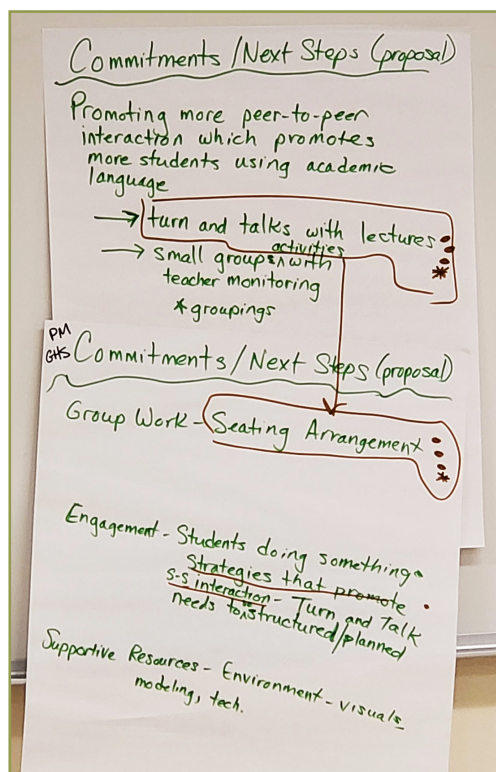 Commitments/Next Steps (proposal)
Promoting more peer-to-peer
interaction which promotes
more students using academic
language
→ turn and talks with lectures
activities
→ small groups ∧ with
teacher monitoring
* groupings
PM
GHS
Commitments/Next Steps (proposal)
Group Work - Seating Arrangement
Engagement - Students doing something
Strategies that promote
S-S interaction - Turn and Talk
needs to be structured/planned
Supportive Resources - Environment - visuals
modeling, tech.